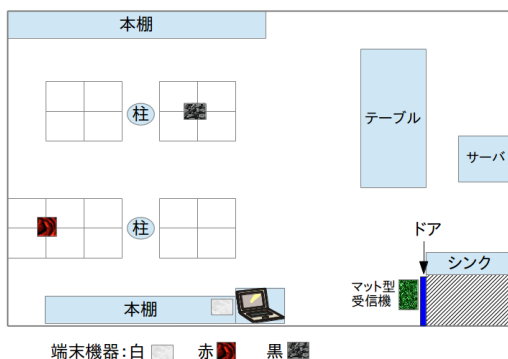 本棚
柱
テーブル
サーバ
柱
ドア
シンク
マット型
受信機
本棚
端末機器:白 赤 黒